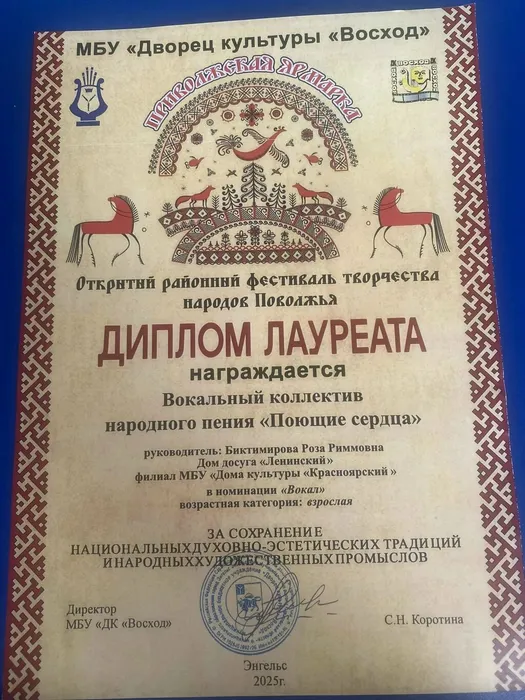 МБУ «Дворец культуры «Восход»
ПРИВОЛЖСКАЯ ЯРМАРКА
ВОСХОД
Открытый районный фестиваль творчества
народов Поволжья
ДИПЛОМ ЛАУРЕАТА
награждается
Вокальный коллектив
народного пения «Поющие сердца»
руководитель: Биктимирова Роза Риммовна
Дом досуга «Ленинский»
филиал МБУ «Дома культуры «Красноярский »
в номинации «Вокал»
возрастная категория: взрослая
ЗА СОХРАНЕНИЕ
НАЦИОНАЛЬНЫХ ДУХОВНО-ЭСТЕТИЧЕСКИХ ТРАДИЦИЙ
И НАРОДНЫХ ХУДОЖЕСТВЕННЫХ ПРОМЫСЛОВ
Директор
МБУ «ДК «Восход»
С.Н. Коротина
Энгельс
2025г.